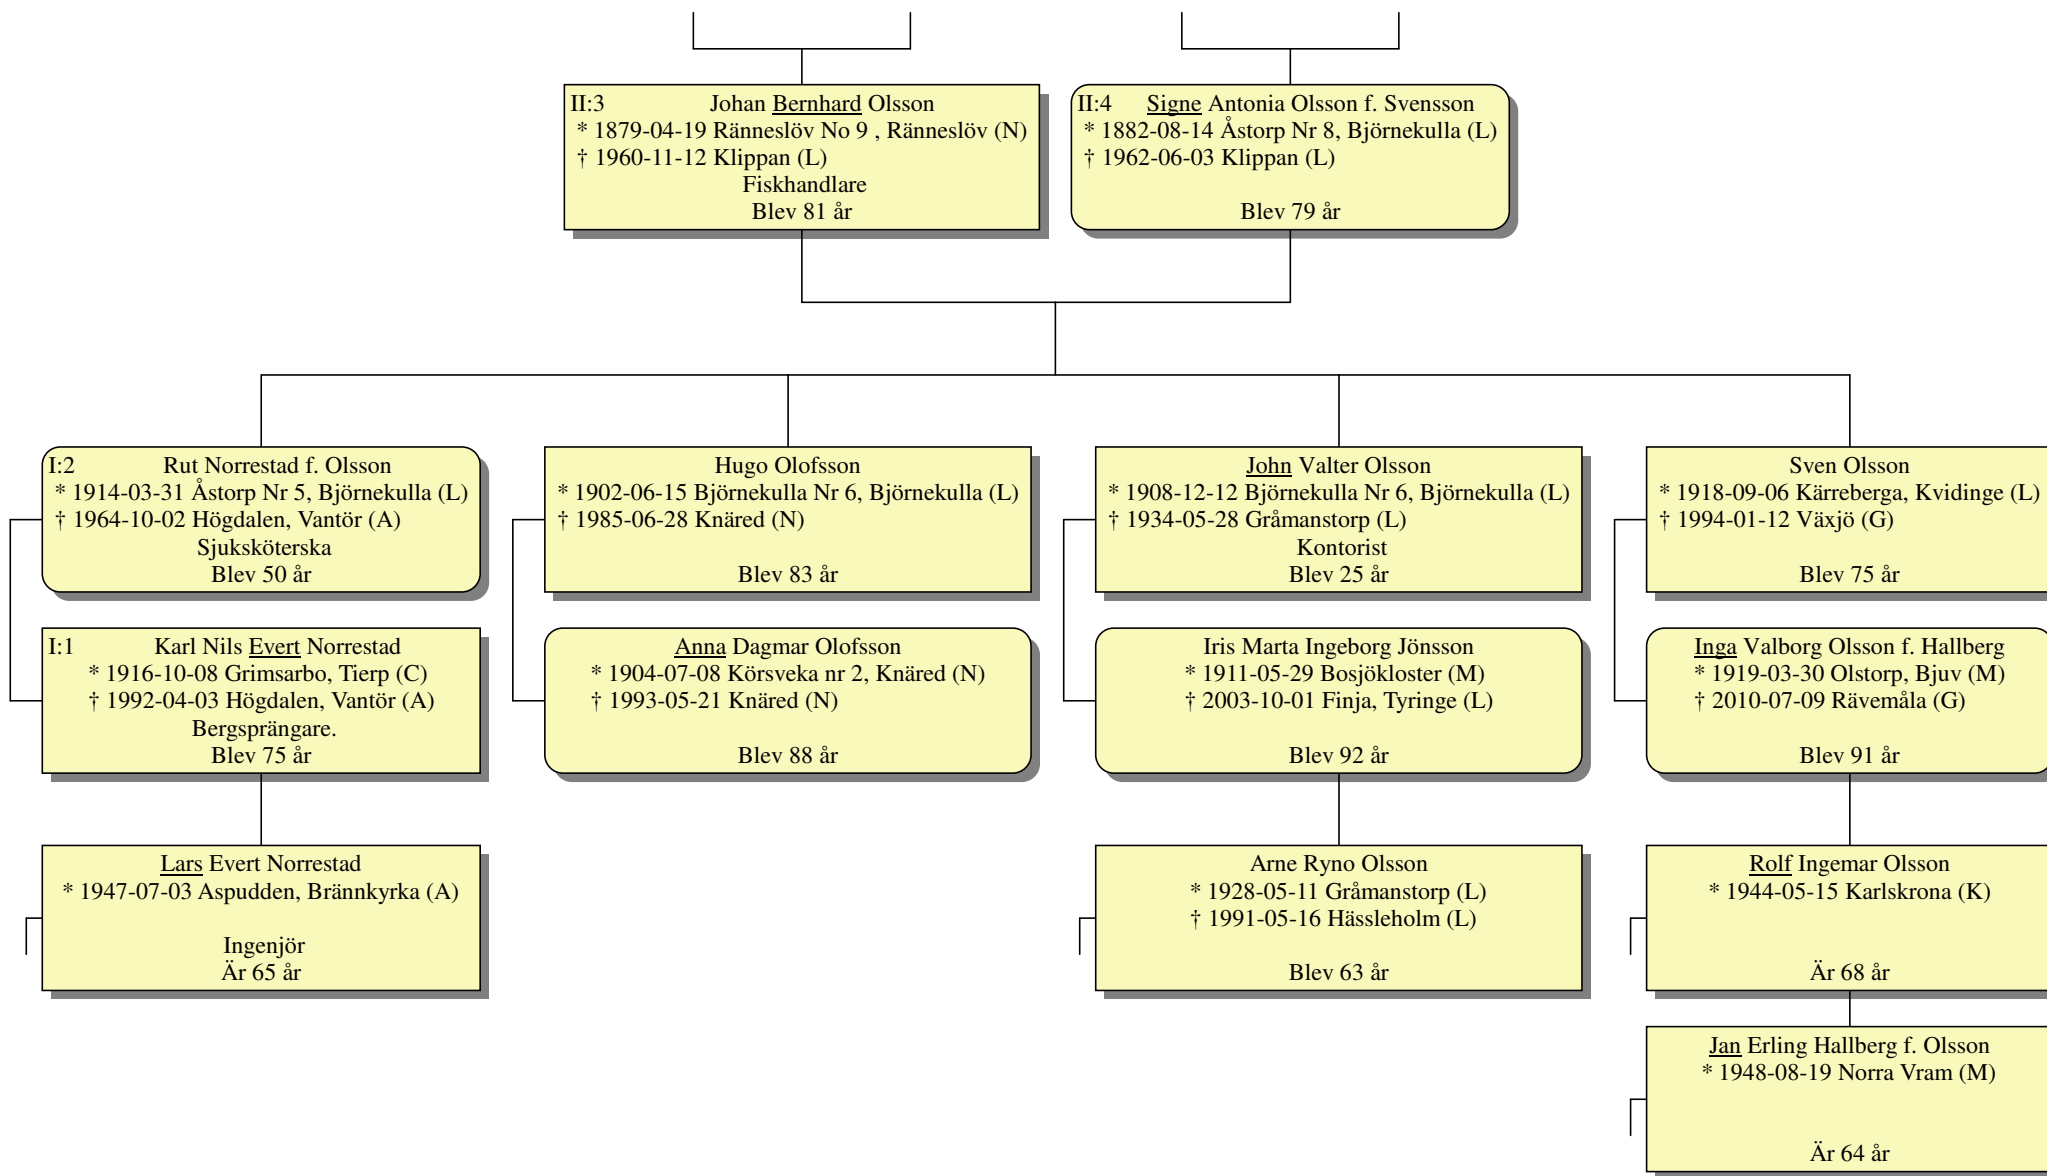 II:3 Johan Bernhard Olsson
* 1879-04-19 Ränneslöv No 9 , Ränneslöv (N)
† 1960-11-12 Klippan (L)
Fiskhandlare
Blev 81 år
II:4 Signe Antonia Olsson f. Svensson
* 1882-08-14 Åstorp Nr 8, Björnekulla (L)
† 1962-06-03 Klippan (L)
Blev 79 år
I:2 Rut Norrestad f. Olsson
* 1914-03-31 Åstorp Nr 5, Björnekulla (L)
† 1964-10-02 Högdalen, Vantör (A)
Sjuksköterska
Blev 50 år
Hugo Olofsson
* 1902-06-15 Björnekulla Nr 6, Björnekulla (L)
† 1985-06-28 Knäred (N)
Blev 83 år
John Valter Olsson
* 1908-12-12 Björnekulla Nr 6, Björnekulla (L)
† 1934-05-28 Gråmanstorp (L)
Kontorist
Blev 25 år
Sven Olsson
* 1918-09-06 Kärreberga, Kvidinge (L)
† 1994-01-12 Växjö (G)
Blev 75 år
I:1 Karl Nils Evert Norrestad
* 1916-10-08 Grimsarbo, Tierp (C)
† 1992-04-03 Högdalen, Vantör (A)
Bergsprängare.
Blev 75 år
Anna Dagmar Olofsson
* 1904-07-08 Körsveka nr 2, Knäred (N)
† 1993-05-21 Knäred (N)
Blev 88 år
Iris Marta Ingeborg Jönsson
* 1911-05-29 Bosjökloster (M)
† 2003-10-01 Finja, Tyringe (L)
Blev 92 år
Inga Valborg Olsson f. Hallberg
* 1919-03-30 Olstorp, Bjuv (M)
† 2010-07-09 Rävemåla (G)
Blev 91 år
Lars Evert Norrestad
* 1947-07-03 Aspudden, Brännkyrka (A)
Ingenjör
Är 65 år
Arne Ryno Olsson
* 1928-05-11 Gråmanstorp (L)
† 1991-05-16 Hässleholm (L)
Blev 63 år
Rolf Ingemar Olsson
* 1944-05-15 Karlskrona (K)
Är 68 år
Jan Erling Hallberg f. Olsson
* 1948-08-19 Norra Vram (M)
Är 64 år